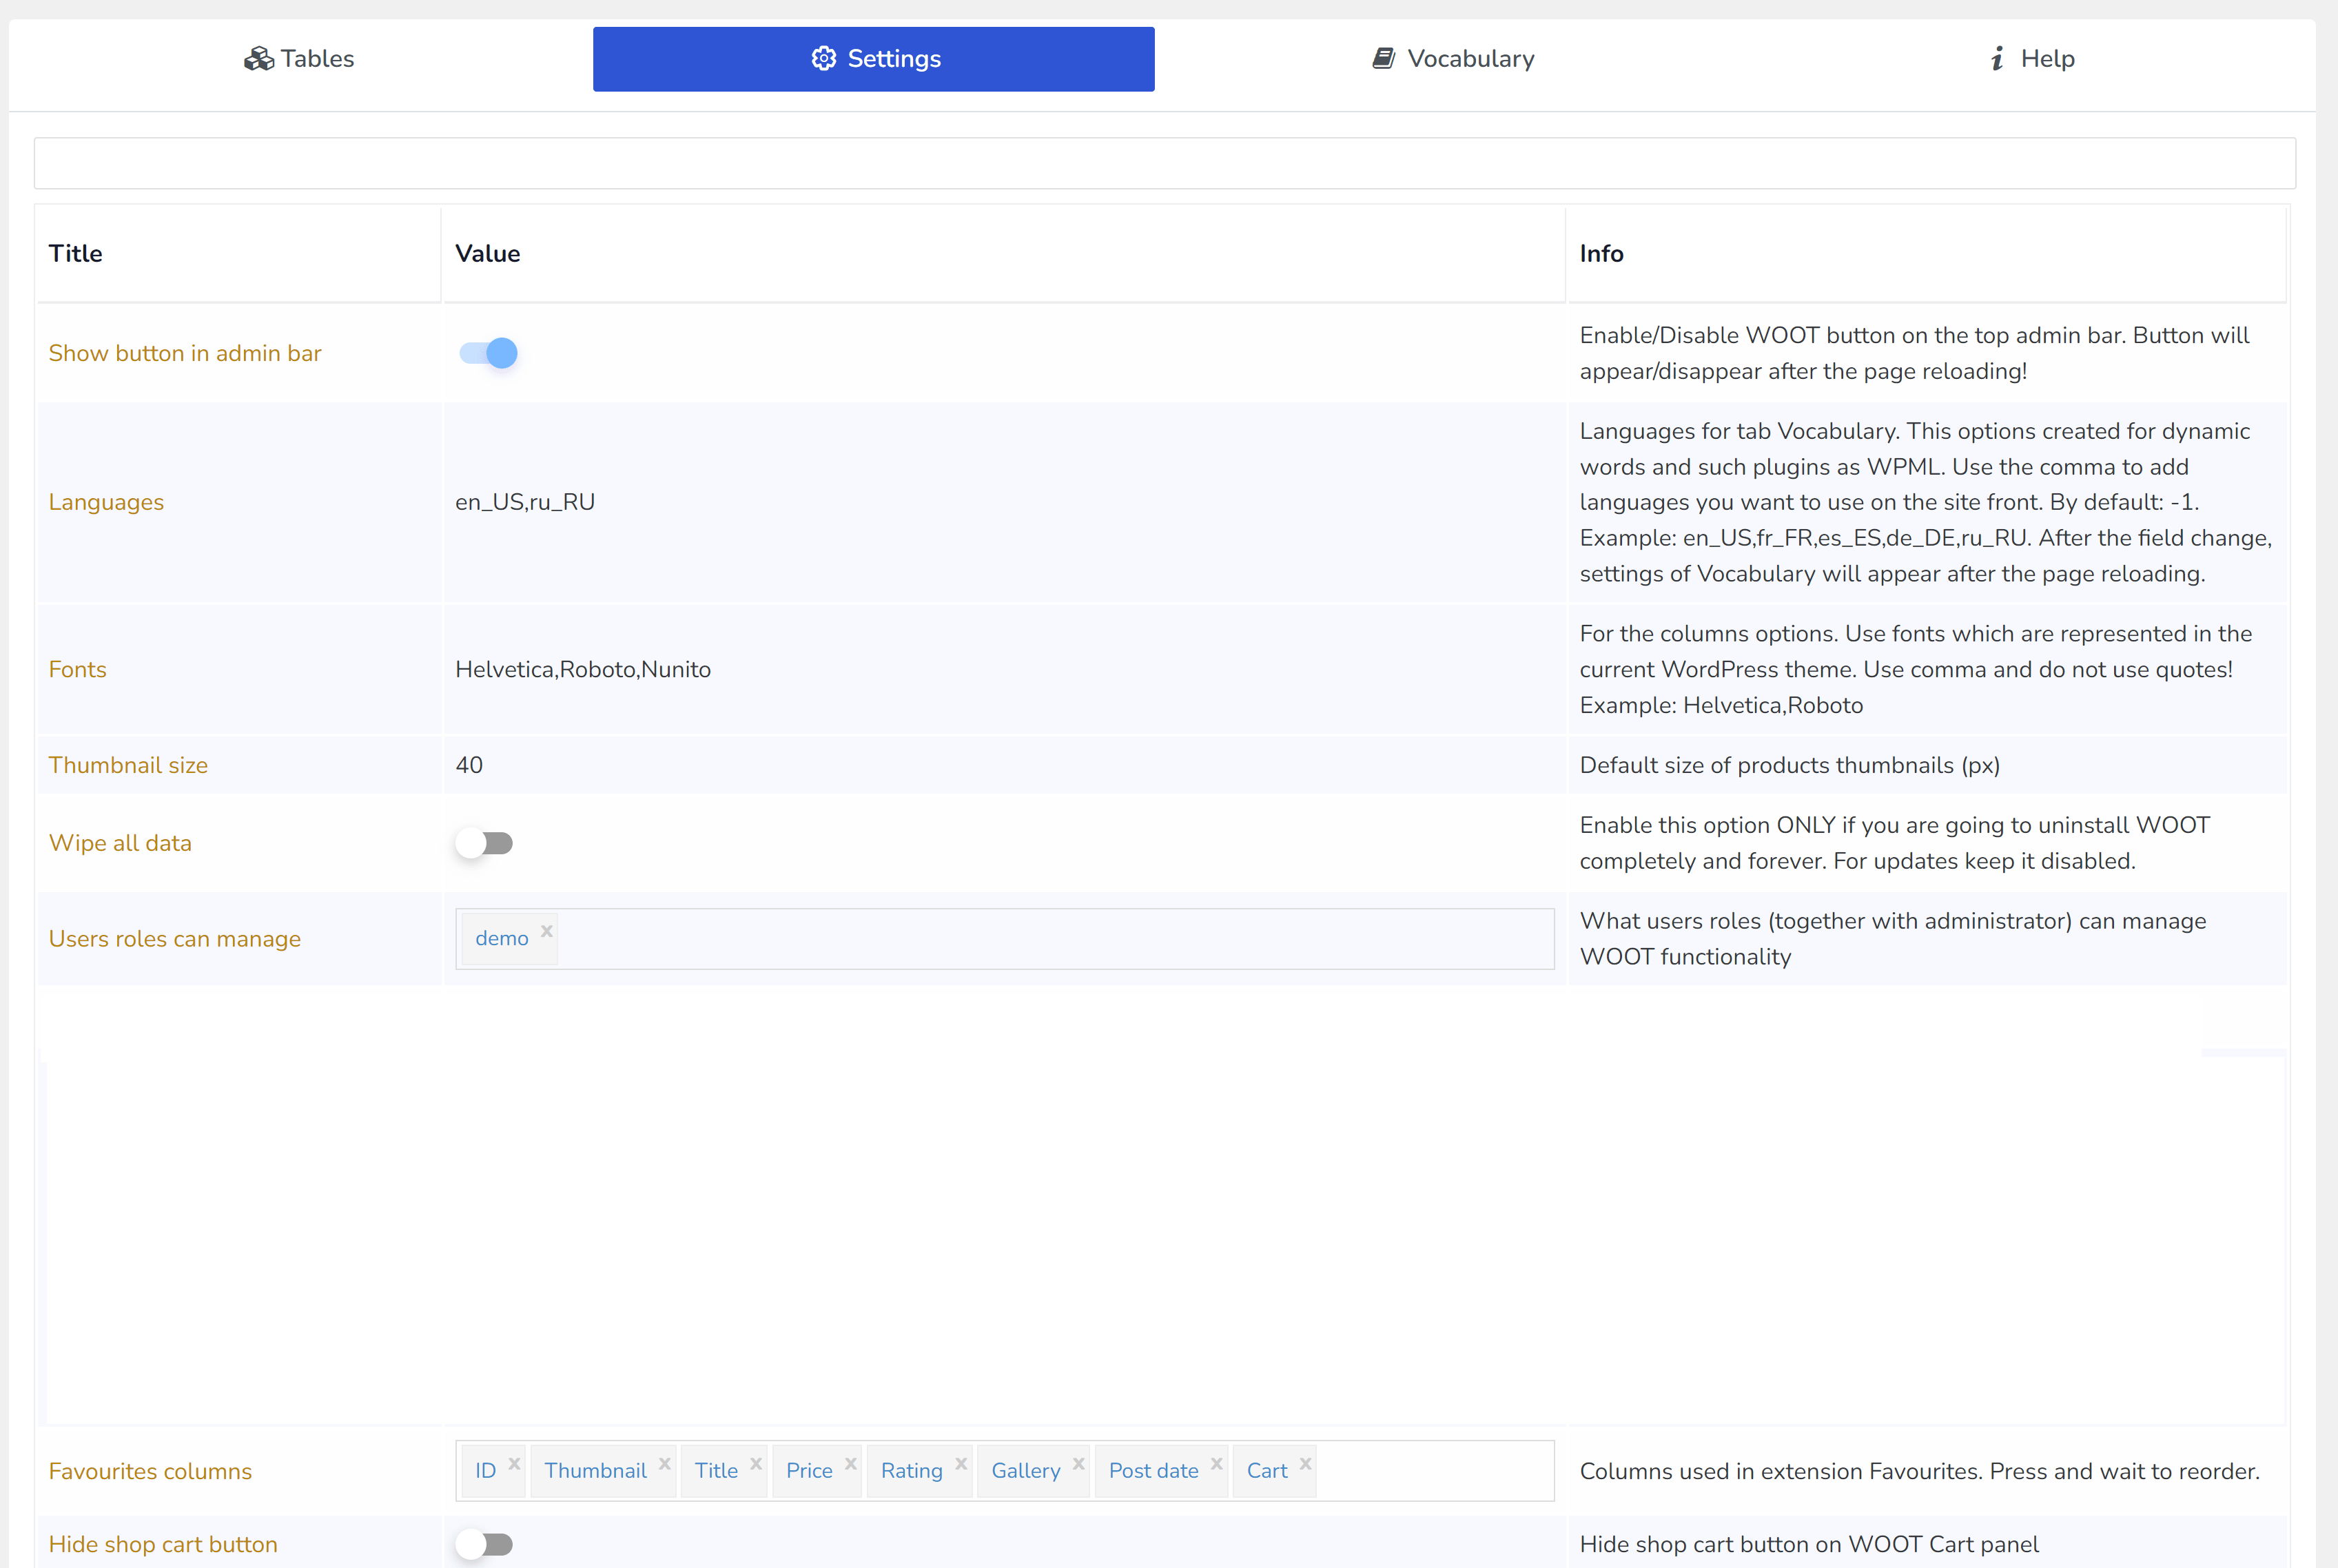 Tables
Settings
Vocabulary
Help
Title
Value
Info
Show button in admin bar
Enable/Disable WOOT button on the top admin bar. Button will
appear/disappear after the page reloading!
Languages
en_US,ru_RU
Languages for tab Vocabulary. This options created for dynamic
words and such plugins as WPML. Use the comma to add
languages you want to use on the site front. By default: -1.
Example: en_US,fr_FR,es_ES,de_DE,ru_RU. After the field change,
settings of Vocabulary will appear after the page reloading.
Fonts
Helvetica,Roboto,Nunito
For the columns options. Use fonts which are represented in the
current WordPress theme. Use comma and do not use quotes!
Example: Helvetica,Roboto
Thumbnail size
40
Default size of products thumbnails (px)
Wipe all data
Enable this option ONLY if you are going to uninstall WOOT
completely and forever. For updates keep it disabled.
Users roles can manage
demo x
What users roles (together with administrator) can manage
WOOT functionality
Favourites columns
ID x Thumbnail x Title x Price x Rating x Gallery x Post date x Cart x
Columns used in extension Favourites. Press and wait to reorder.
Hide shop cart button
Hide shop cart button on WOOT Cart panel